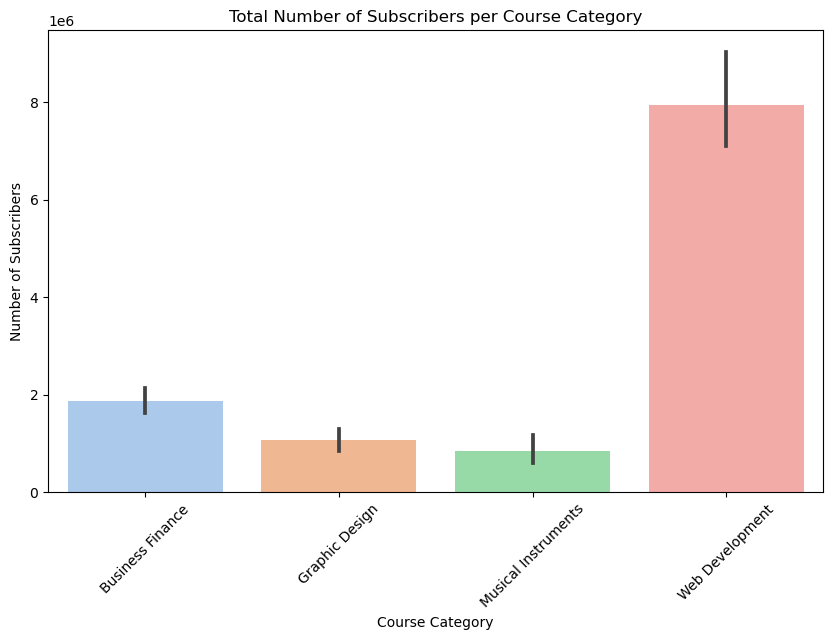 Total Number of Subscribers per Course Category
1e6
8
6
4
2
0
Number of Subscribers
Business Finance
Graphic Design
Musical Instruments
Web Development
Course Category